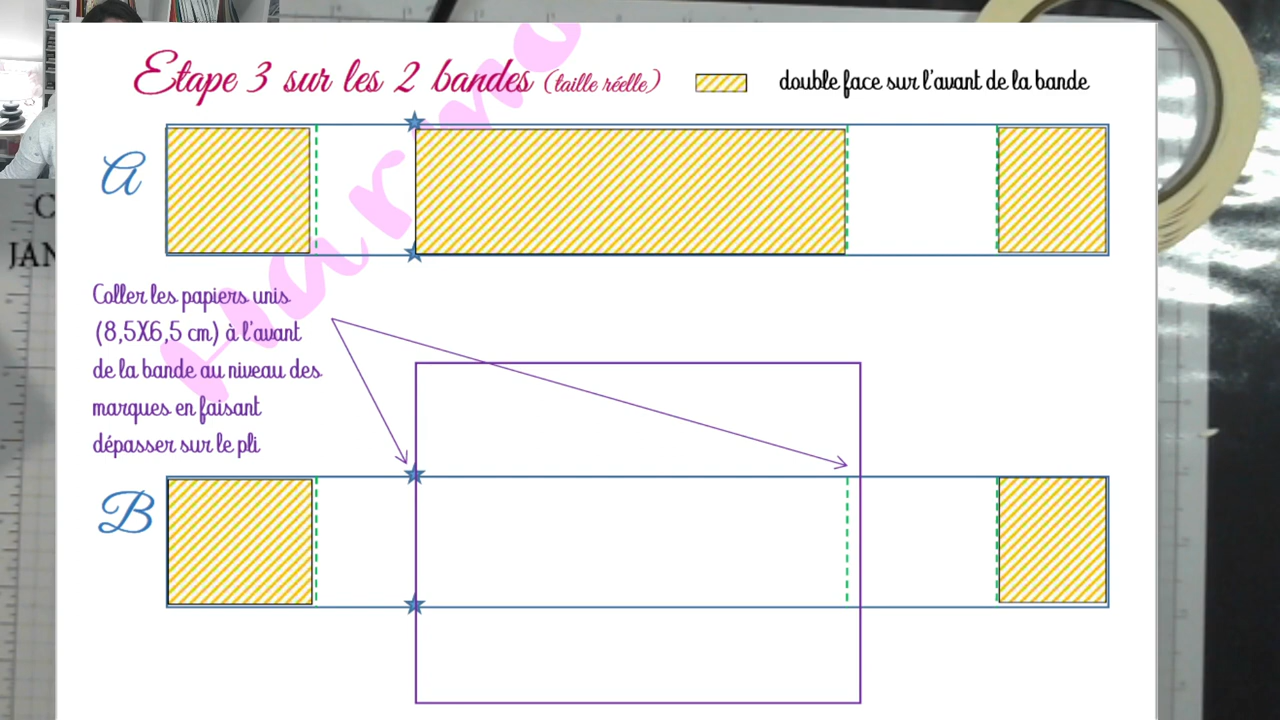 Etape 3 sur les 2 bandes (taille réelle)
double face sur l'avant de la bande
A
Coller les papiers unis
(8,5X6,5 cm) à l'avant
de la bande au niveau des
marques en faisant
dépasser sur le pli
B
JAN